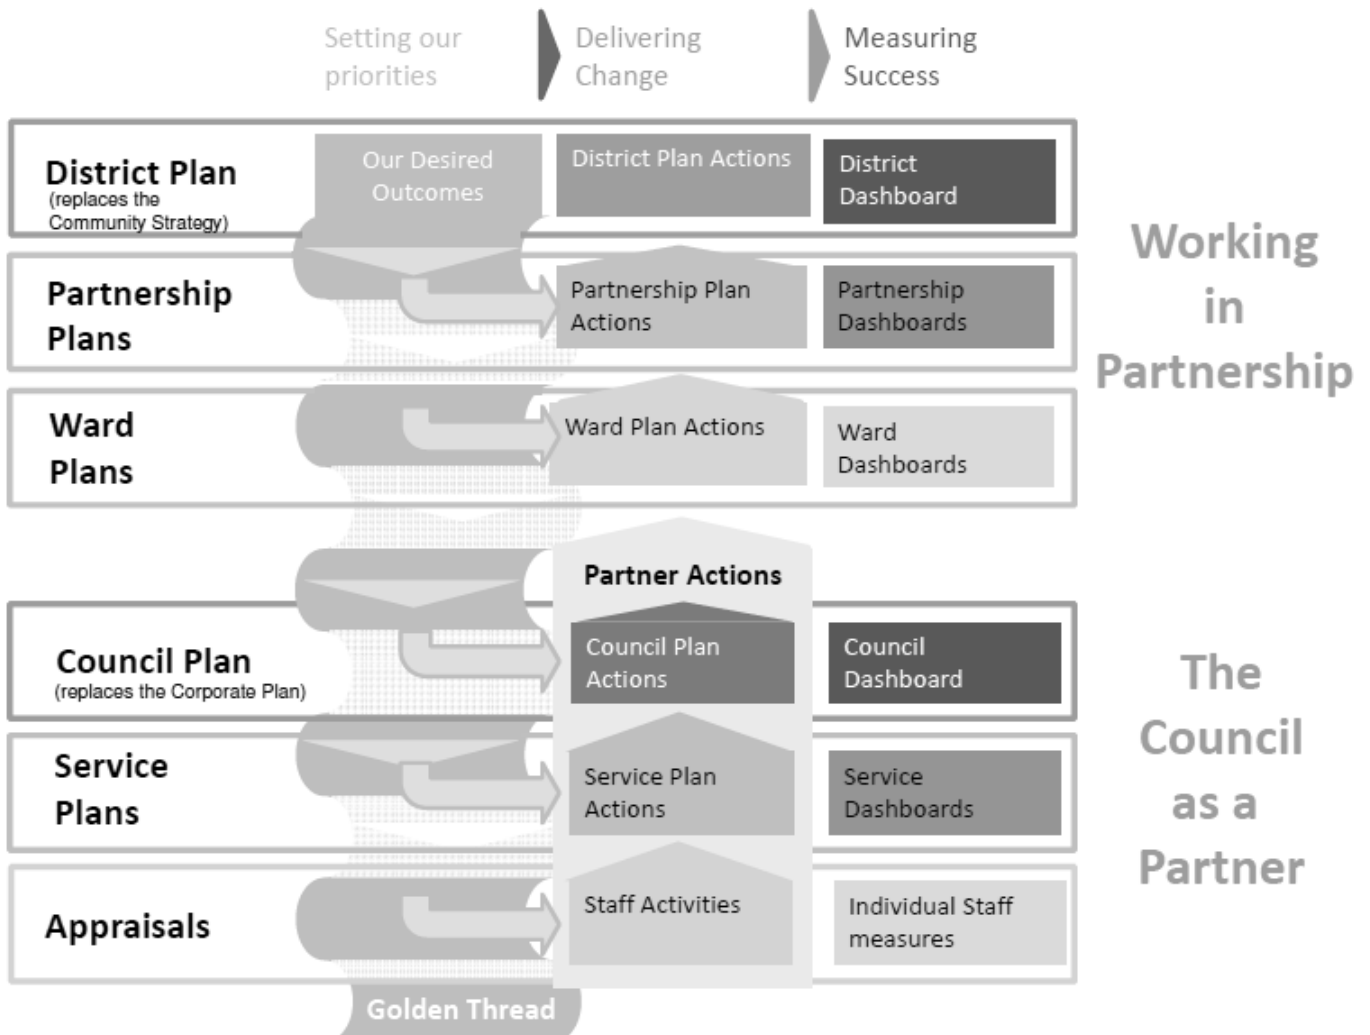 Setting our
priorities
Delivering
Change
Measuring
Success
District Plan
(replaces the
Community Strategy)
Our Desired
Outcomes
District Plan Actions
District
Dashboard
Partnership
Plans
Partnership Plan
Actions
Partnership
Dashboards
Ward
Plans
Ward Plan Actions
Ward
Dashboards
Working
in
Partnership
Partner Actions
Council Plan
(replaces the Corporate Plan)
Council Plan
Actions
Council
Dashboard
Service
Plans
Service Plan
Actions
Service
Dashboards
Appraisals
Staff Activities
Individual Staff
measures
The
Council
as a
Partner
Golden Thread